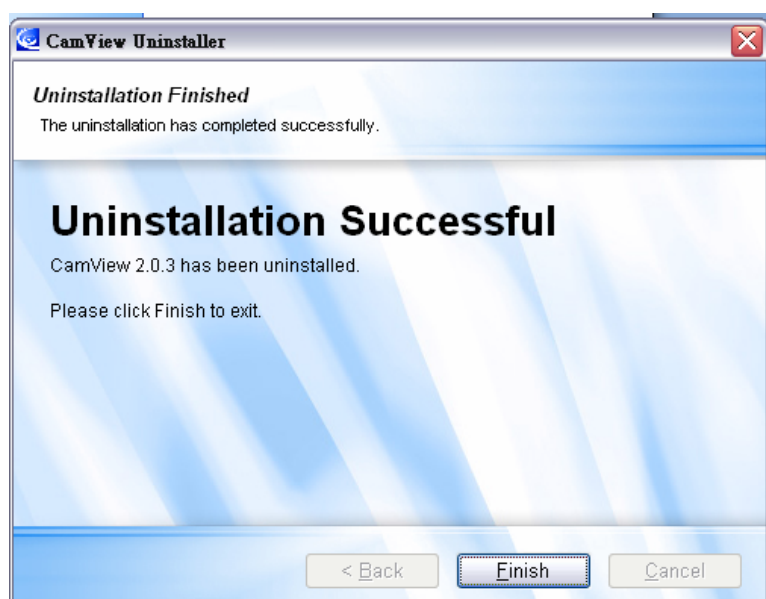 CamView Uninstaller
Uninstallation Finished
The uninstallation has completed successfully.
Uninstallation Successful
CamView 2.0.3 has been uninstalled.
Please click Finish to exit.
< Back
Finish
Cancel